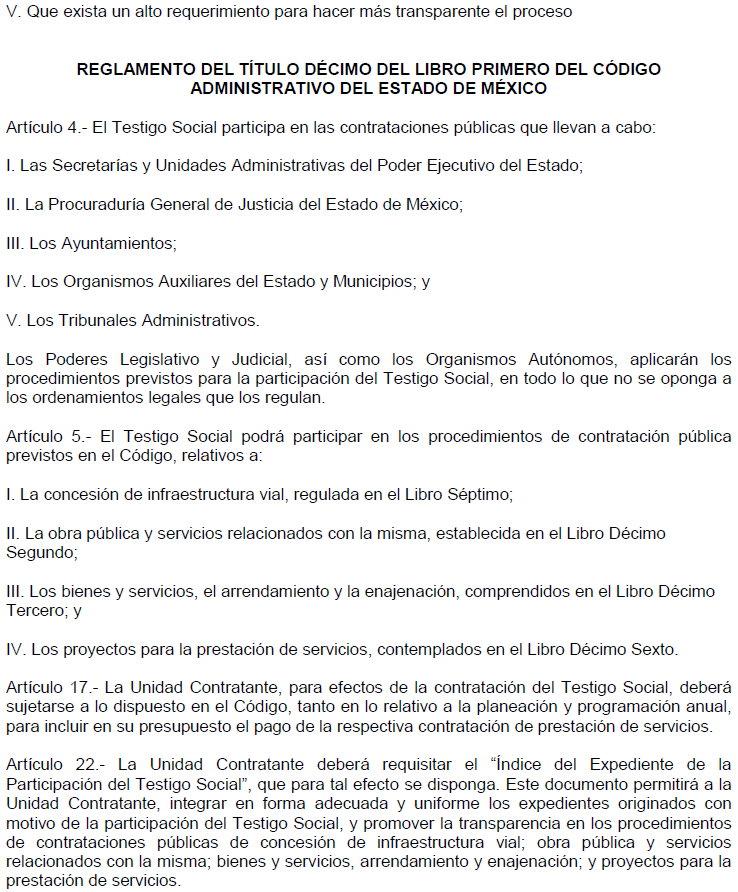 V. Que exista un alto requerimiento para hacer más transparente el proceso
REGLAMENTO DEL TÍTULO DÉCIMO DEL LIBRO PRIMERO DEL CÓDIGO
ADMINISTRATIVO DEL ESTADO DE MÉXICO
Artículo 4.- El Testigo Social participa en las contrataciones públicas que llevan a cabo:
I. Las Secretarías y Unidades Administrativas del Poder Ejecutivo del Estado;
II. La Procuraduría General de Justicia del Estado de México;
III. Los Ayuntamientos;
IV. Los Organismos Auxiliares del Estado y Municipios; y
V. Los Tribunales Administrativos.
Los Poderes Legislativo y Judicial, así como los Organismos Autónomos, aplicarán los
procedimientos previstos para la participación del Testigo Social, en todo lo que no se oponga a
los ordenamientos legales que los regulan.
Artículo 5.- El Testigo Social podrá participar en los procedimientos de contratación pública
previstos en el Código, relativos a:
I. La concesión de infraestructura vial, regulada en el Libro Séptimo;
II. La obra pública y servicios relacionados con la misma, establecida en el Libro Décimo
Segundo;
III. Los bienes y servicios, el arrendamiento y la enajenación, comprendidos en el Libro Décimo
Tercero; y
IV. Los proyectos para la prestación de servicios, contemplados en el Libro Décimo Sexto.
Artículo 17.- La Unidad Contratante, para efectos de la contratación del Testigo Social, deberá
sujetarse a lo dispuesto en el Código, tanto en lo relativo a la planeación y programación anual,
para incluir en su presupuesto el pago de la respectiva contratación de prestación de servicios.
Artículo 22.- La Unidad Contratante deberá requisitar el “Índice del Expediente de la
Participación del Testigo Social”, que para tal efecto se disponga. Este documento permitirá a la
Unidad Contratante, integrar en forma adecuada y uniforme los expedientes originados con
motivo de la participación del Testigo Social, y promover la transparencia en los procedimientos
de contrataciones públicas de concesión de infraestructura vial; obra pública y servicios
relacionados con la misma; bienes y servicios, arrendamiento y enajenación; y proyectos para la
prestación de servicios.